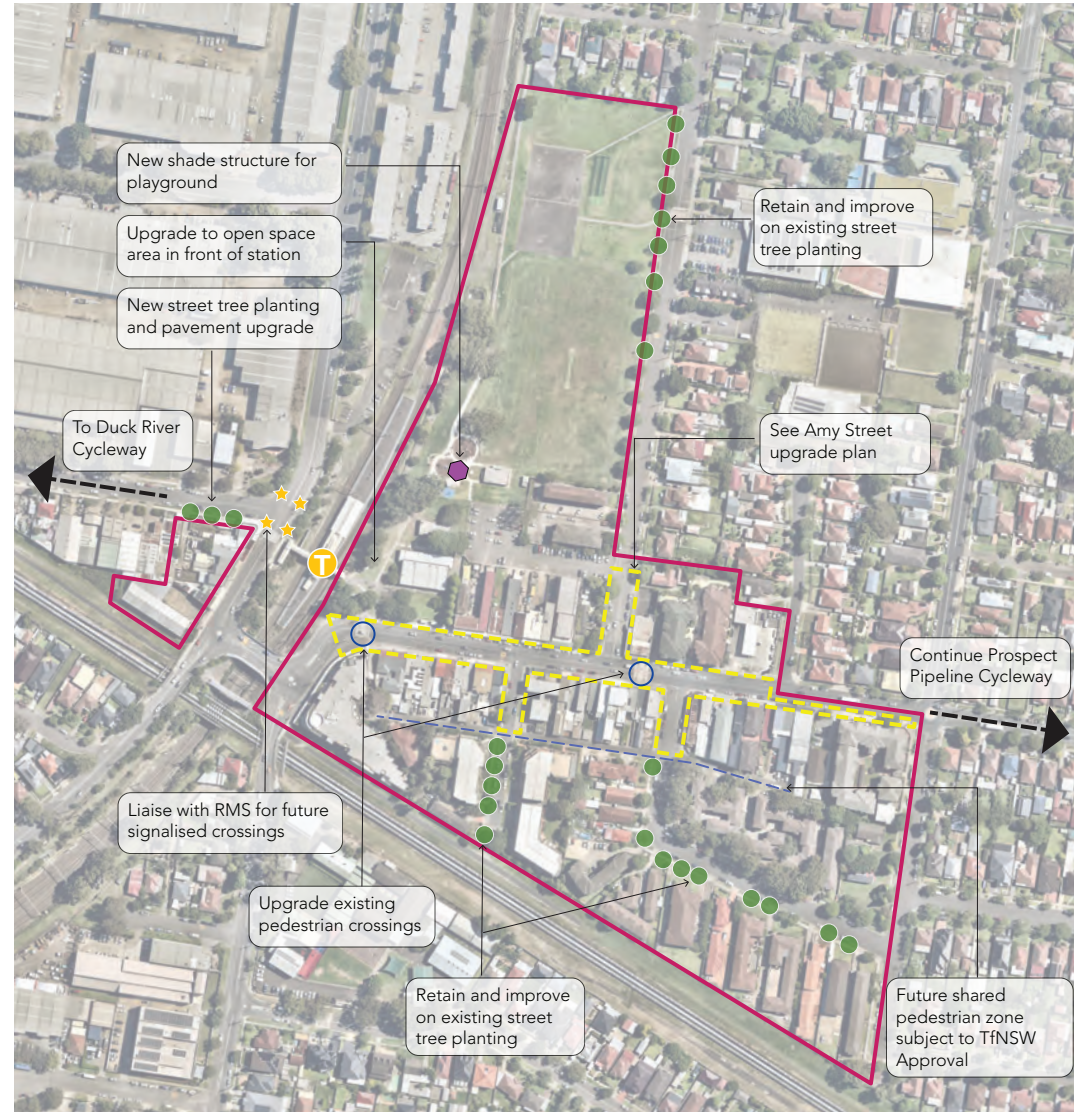 New shade structure for
playground
Upgrade to open space
area in front of station
New street tree planting
and pavement upgrade
Retain and improve
on existing street
tree planting
To Duck River
Cycleway
See Amy Street
upgrade plan
T
Continue Prospect
Pipeline Cycleway
Liaise with RMS for future
signalised crossings
Upgrade existing
pedestrian crossings
Retain and improve
on existing street
tree planting
Future shared
pedestrian zone
subject to TfNSW
Approval